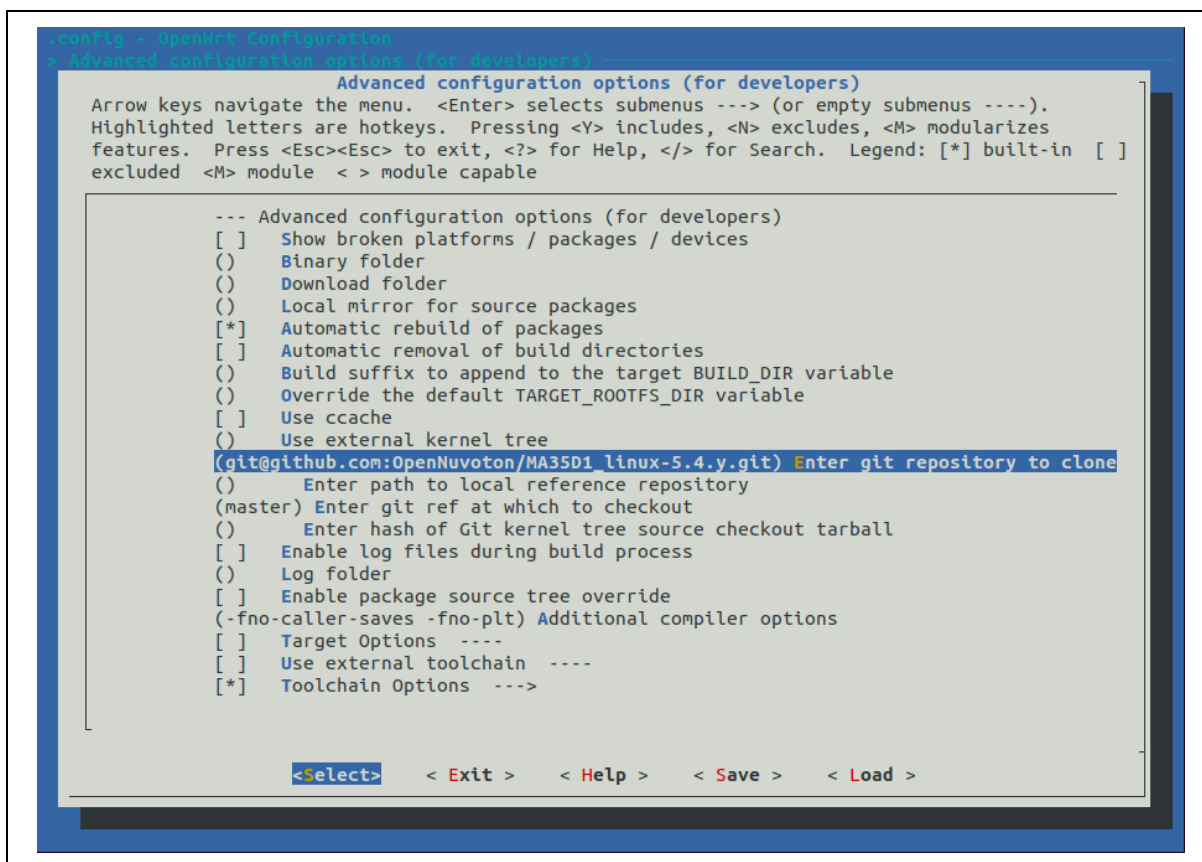 .config - OpenWrt Configuration
> Advanced configuration options (for developers)
Advanced configuration options (for developers)
Arrow keys navigate the menu.  <Enter> selects submenus ---> (or empty submenus ----).
Highlighted letters are hotkeys.  Pressing <Y> includes, <N> excludes, <M> modularizes
features.  Press <Esc><Esc> to exit, <?> for Help, </> for Search.  Legend: [*] built-in  [ ]
excluded  <M> module  < > module capable
--- Advanced configuration options (for developers)
[ ]   Show broken platforms / packages / devices
()    Binary folder
()    Download folder
()    Local mirror for source packages
[*]   Automatic rebuild of packages
[ ]   Automatic removal of build directories
()    Build suffix to append to the target BUILD_DIR variable
()    Override the default TARGET_ROOTFS_DIR variable
[ ]   Use ccache
()    Use external kernel tree
(git@github.com:OpenNuvoton/MA35D1_linux-5.4.y.git) Enter git repository to clone
()      Enter path to local reference repository
(master) Enter git ref at which to checkout
()      Enter hash of Git kernel tree source checkout tarball
[ ]   Enable log files during build process
()    Log folder
[ ]   Enable package source tree override
(-fno-caller-saves -fno-plt) Additional compiler options
[ ]   Target Options  ----
[ ]   Use external toolchain  ----
[*]   Toolchain Options  --->
<Select>    < Exit >    < Help >    < Save >    < Load >